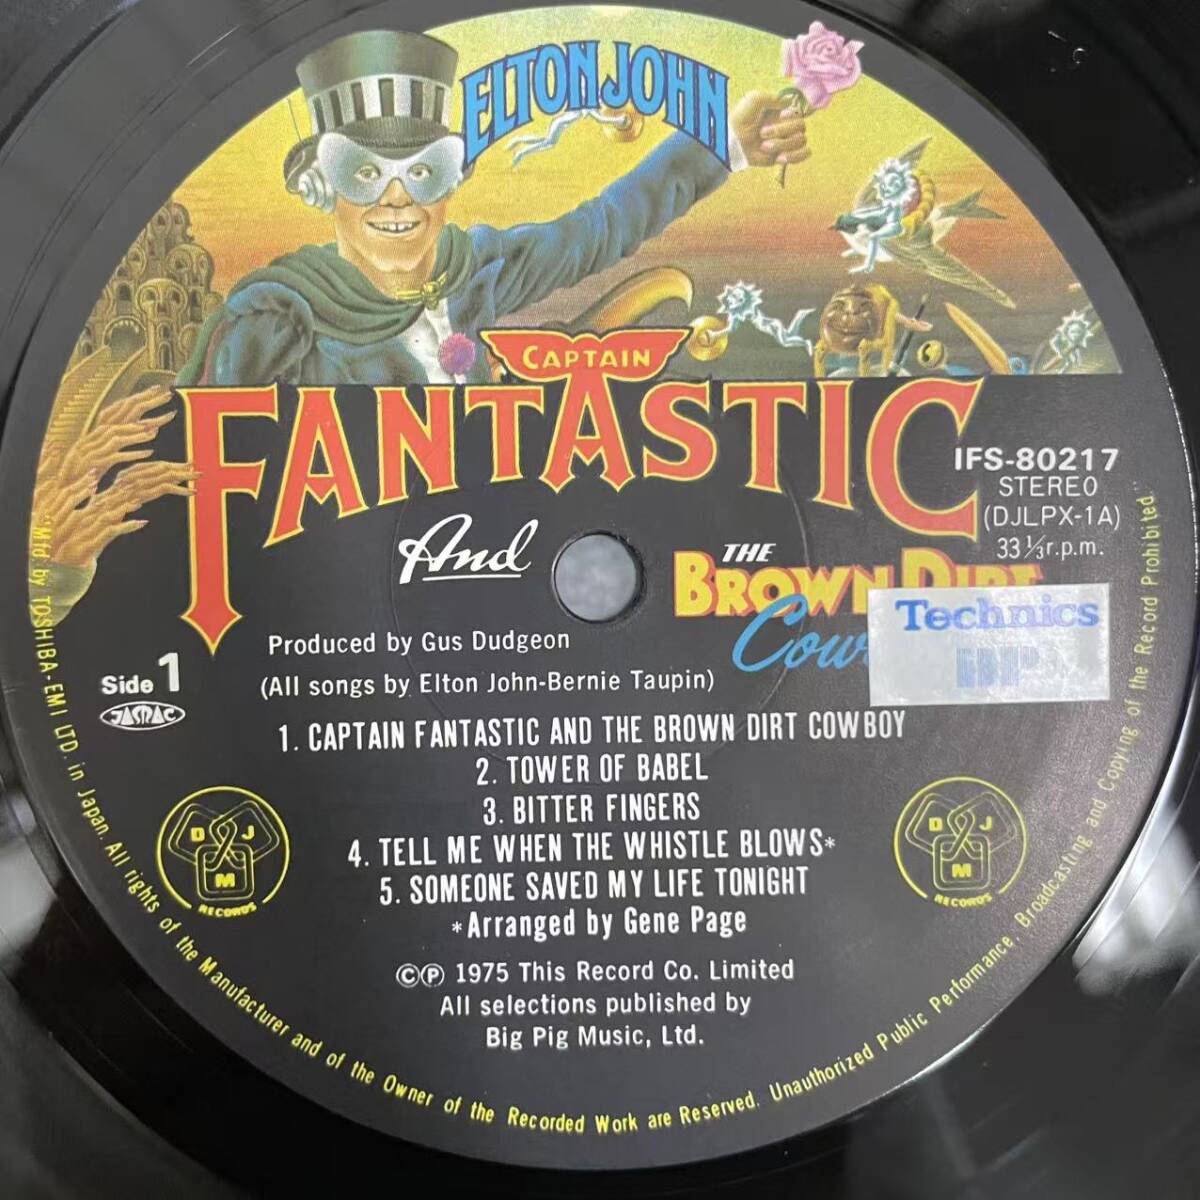 ELTON JOHN
CAPTAIN
FANTASTIC
And
THE
BROWN DIRT
Cow
IFS-80217
STEREO
(DJLPX-1A)
33 1/3 r.p.m.
Technics
Produced by Gus Dudgeon
(All songs by Elton John-Bernie Taupin)
Side 1
JASRAC
1. CAPTAIN FANTASTIC AND THE BROWN DIRT COWBOY
2. TOWER OF BABEL
3. BITTER FINGERS
4. TELL ME WHEN THE WHISTLE BLOWS*
5. SOMEONE SAVED MY LIFE TONIGHT
*Arranged by Gene Page
DJM
RECORDS
DJM
RECORDS
©℗ 1975 This Record Co. Limited
All selections published by
Big Pig Music, Ltd.
"Mfd. by TOSHIBA-EMI LTD. in Japan. All rights of the Manufacturer and of the Owner of the Recorded Work are Reserved. Unauthorized Public Performance, Broadcasting and Copying of the Record Prohibited."